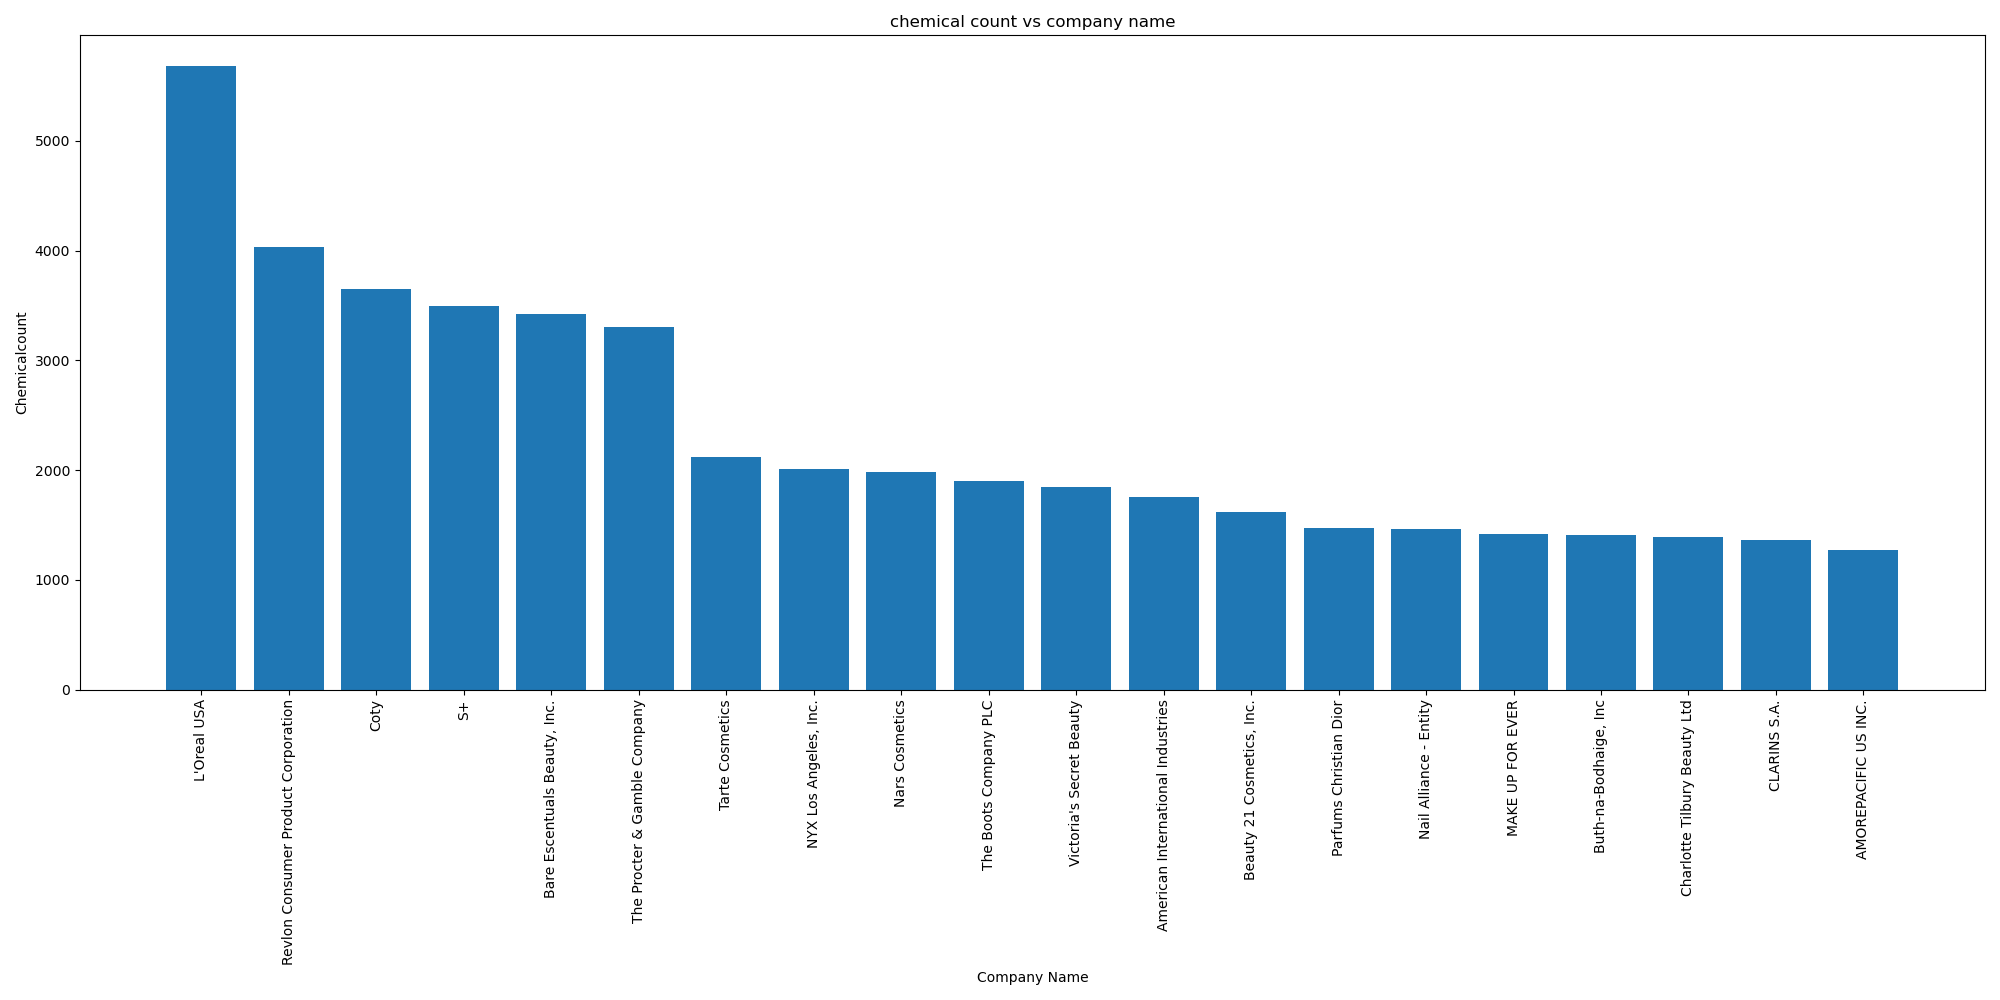 chemical count vs company name
Chemicalcount
5000
4000
3000
2000
1000
0
L'Oreal USA
Revlon Consumer Product Corporation
Coty
S+
Bare Escentuals Beauty, Inc.
The Procter & Gamble Company
Tarte Cosmetics
NYX Los Angeles, Inc.
Nars Cosmetics
The Boots Company PLC
Victoria's Secret Beauty
American International Industries
Beauty 21 Cosmetics, Inc.
Parfums Christian Dior
Nail Alliance - Entity
MAKE UP FOR EVER
Buth-na-Bodhaige, Inc
Charlotte Tilbury Beauty Ltd
CLARINS S.A.
AMOREPACIFIC US INC.
Company Name